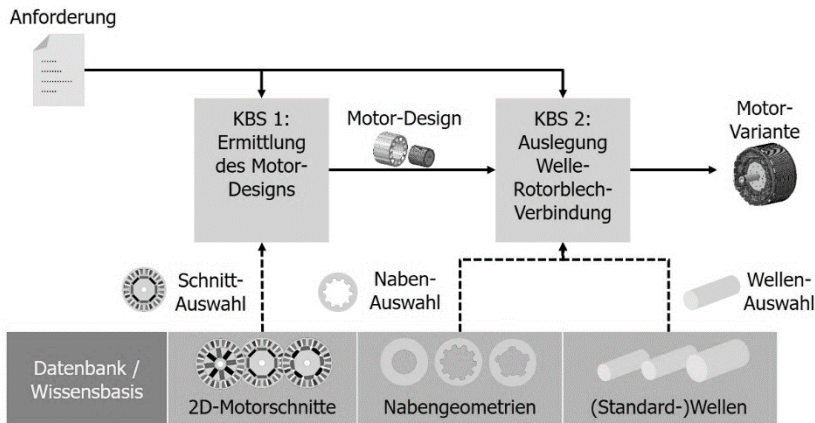 Anforderung
KBS 1:
Ermittlung
des Motor-
Designs
Motor-Design
KBS 2:
Auslegung
Welle-
Rotorblech-
Verbindung
Motor-
Variante
Schnitt-
Auswahl
Naben-
Auswahl
Wellen-
Auswahl
Datenbank /
Wissensbasis
2D-Motorschnitte
Nabengeometrien
(Standard-)Wellen